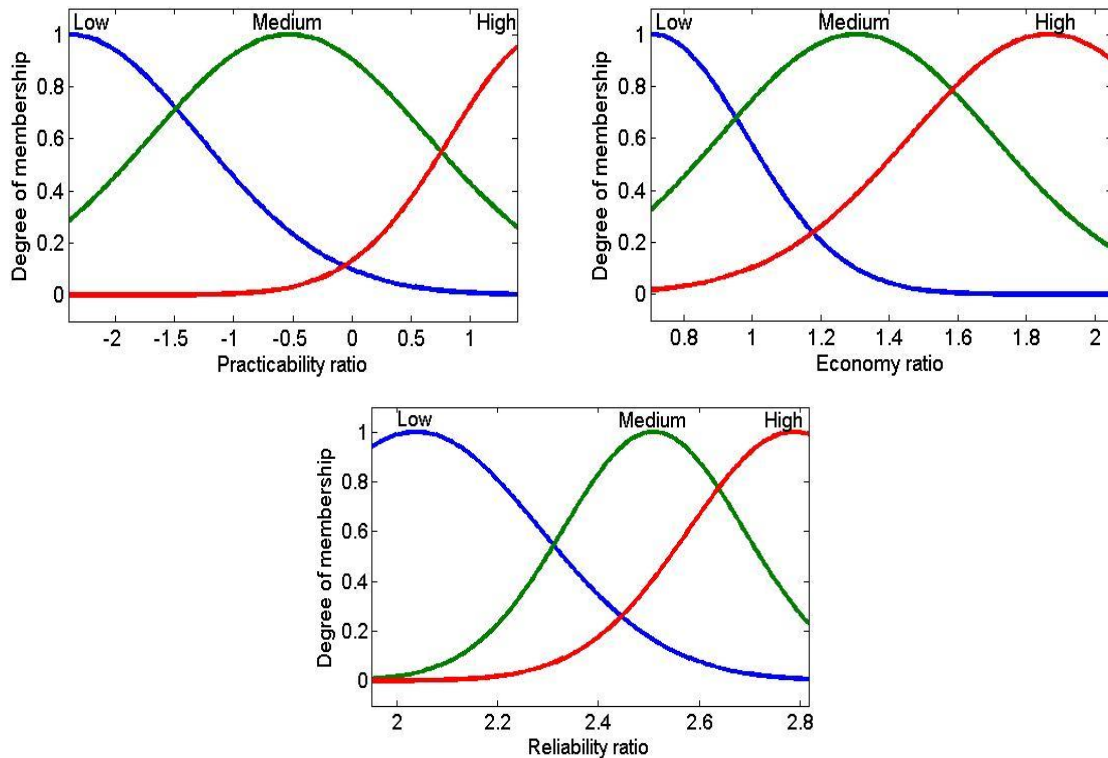 Low Medium High
1
0.8
0.6
0.4
0.2
0
Degree of membership
-2 -1.5 -1 -0.5 0 0.5 1
Practicability ratio
Low Medium High
1
0.8
0.6
0.4
0.2
0
Degree of membership
0.8 1 1.2 1.4 1.6 1.8 2
Economy ratio
Low Medium High
1
0.8
0.6
0.4
0.2
0
Degree of membership
2 2.2 2.4 2.6 2.8
Reliability ratio